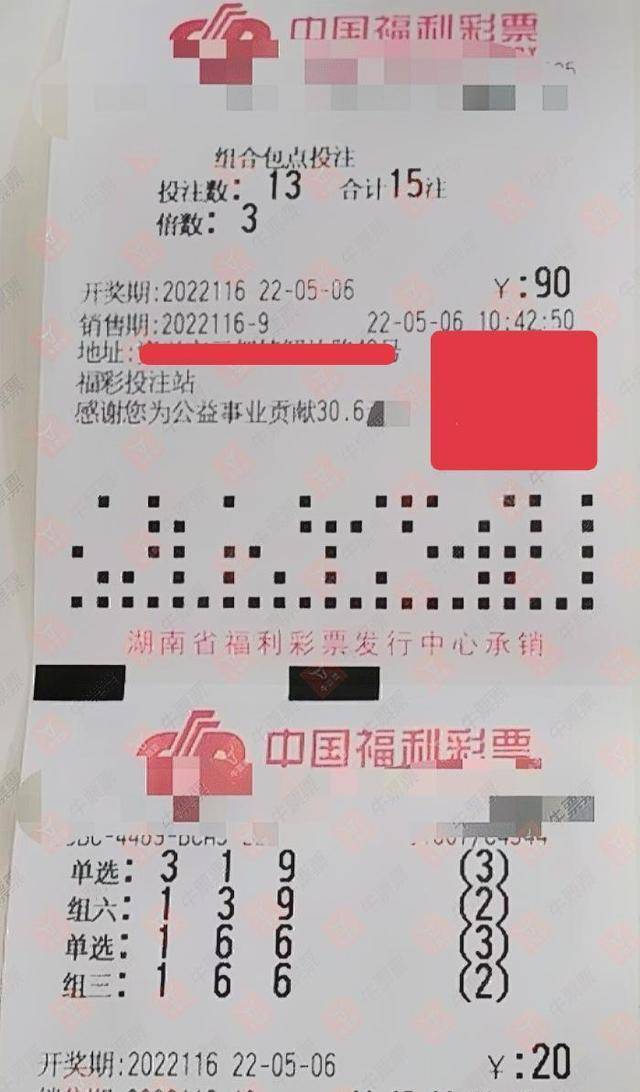 中国福利彩票
组合包点投注
投注数: 13 合计15注
倍数: 3
开奖期:2022116 22-05-06 ¥:90
销售期:2022116-9 22-05-06 10:42:50
地址: 号
福彩投注站
感谢您为公益事业贡献30.6
湖南省福利彩票发行中心承销
中国福利彩票
单选: 3 1 9 (3)
组六: 1 3 9 (2)
单选: 1 6 6 (3)
组三: 1 6 6 (2)
开奖期:2022116 22-05-06 ¥:20